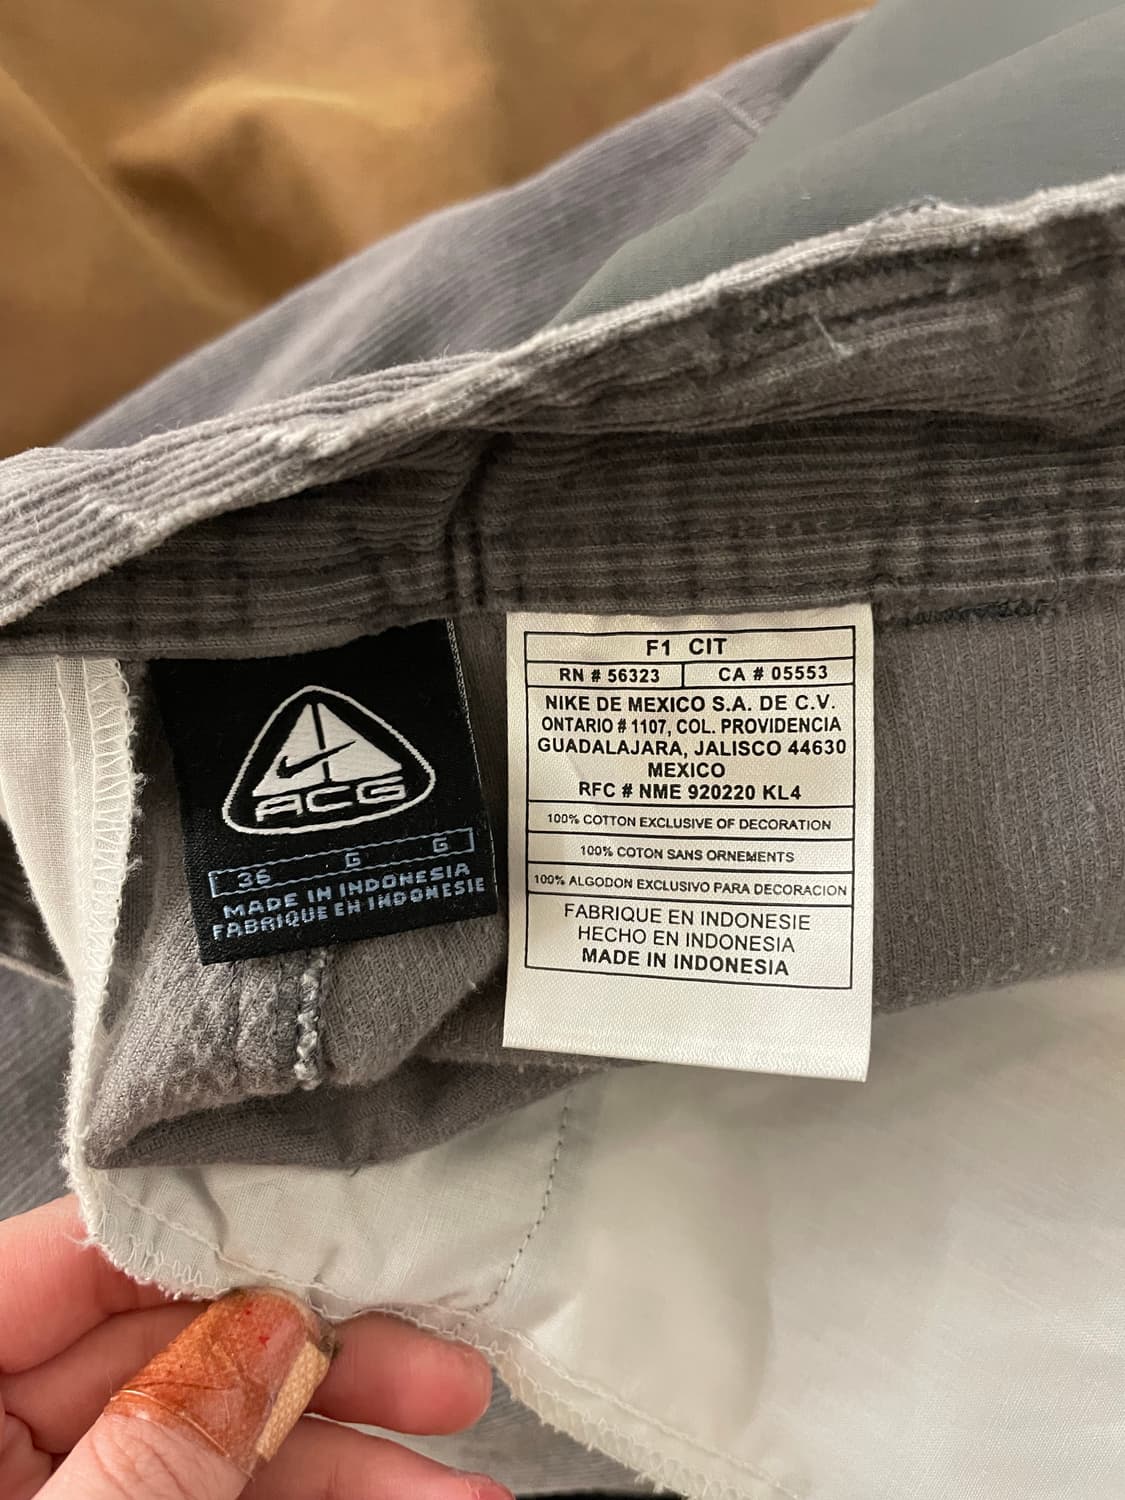 ACG
36 G G
MADE IN INDONESIA
FABRIQUE EN INDONESIE
F1 CIT
RN # 56323 CA # 05553
NIKE DE MEXICO S.A. DE C.V.
ONTARIO # 1107, COL. PROVIDENCIA
GUADALAJARA, JALISCO 44630
MEXICO
RFC # NME 920220 KL4
100% COTTON EXCLUSIVE OF DECORATION
100% COTON SANS ORNEMENTS
100% ALGODON EXCLUSIVO PARA DECORACION
FABRIQUE EN INDONESIE
HECHO EN INDONESIA
MADE IN INDONESIA